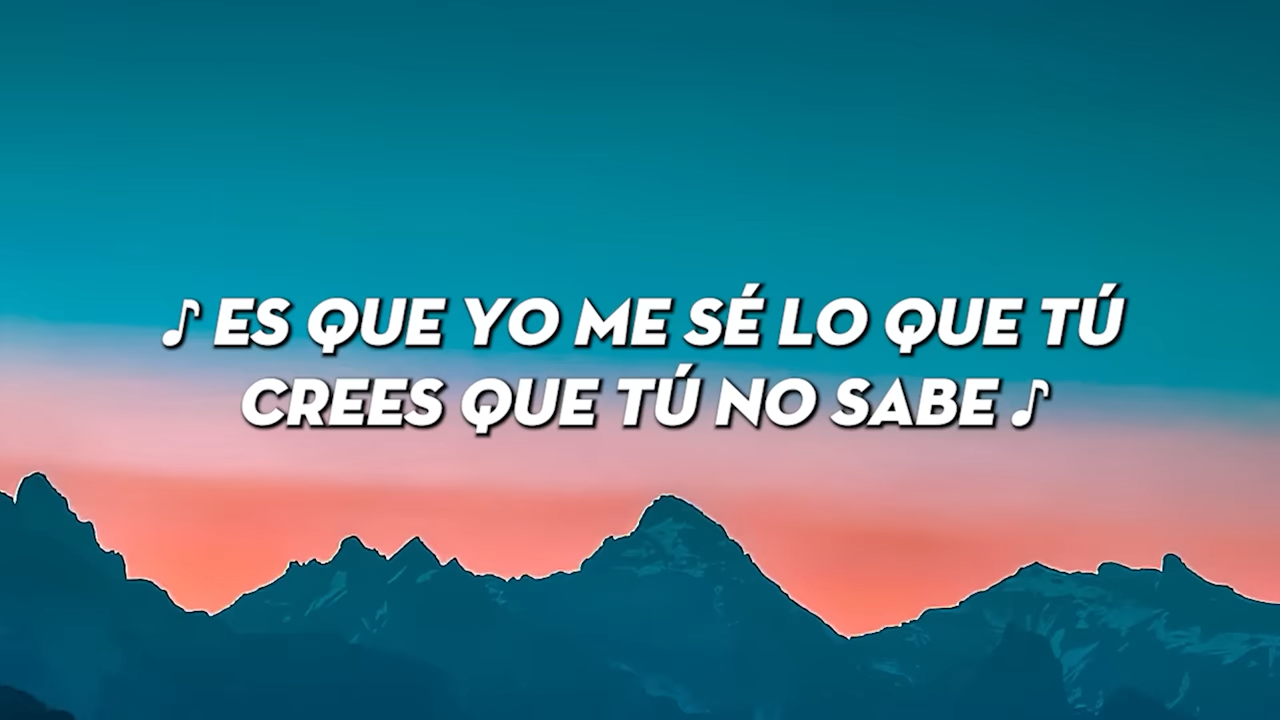 ♪ ES QUE YO ME SÉ LO QUE TÚ
CREES QUE TÚ NO SABE ♪